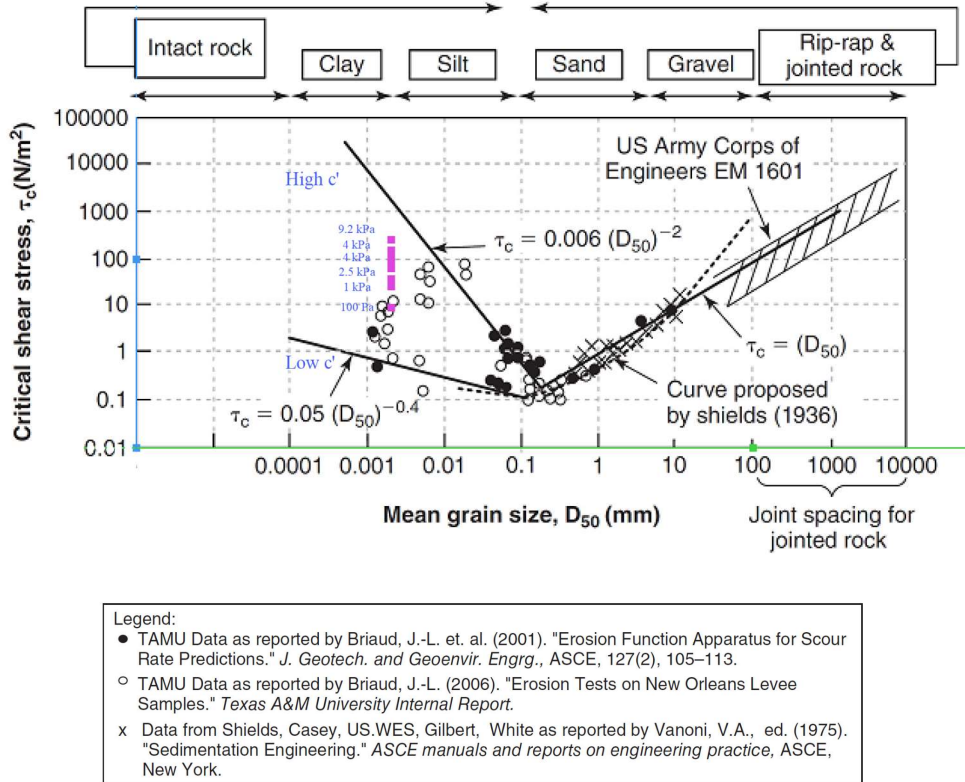 Intact rock
Clay
Silt
Sand
Gravel
Rip-rap &
jointed rock
Critical shear stress, τc(N/m²)
100000
10000
1000
100
10
1
0.1
0.01
High c'
9.2 kPa
4 kPa
4 kPa
2.5 kPa
1 kPa
100 Pa
Low c'
τc = 0.006 (D50)−2
τc = 0.05 (D50)−0.4
US Army Corps of
Engineers EM 1601
τc = (D50)
Curve proposed
by shields (1936)
0.0001 0.001 0.01 0.1 1 10 100 1000 10000
Mean grain size, D50 (mm)
Joint spacing for
jointed rock
Legend:
● TAMU Data as reported by Briaud, J.-L. et. al. (2001). "Erosion Function Apparatus for Scour
Rate Predictions." J. Geotech. and Geoenvir. Engrg., ASCE, 127(2), 105–113.
○ TAMU Data as reported by Briaud, J.-L. (2006). "Erosion Tests on New Orleans Levee
Samples." Texas A&M University Internal Report.
x Data from Shields, Casey, US.WES, Gilbert, White as reported by Vanoni, V.A., ed. (1975).
"Sedimentation Engineering." ASCE manuals and reports on engineering practice, ASCE,
New York.